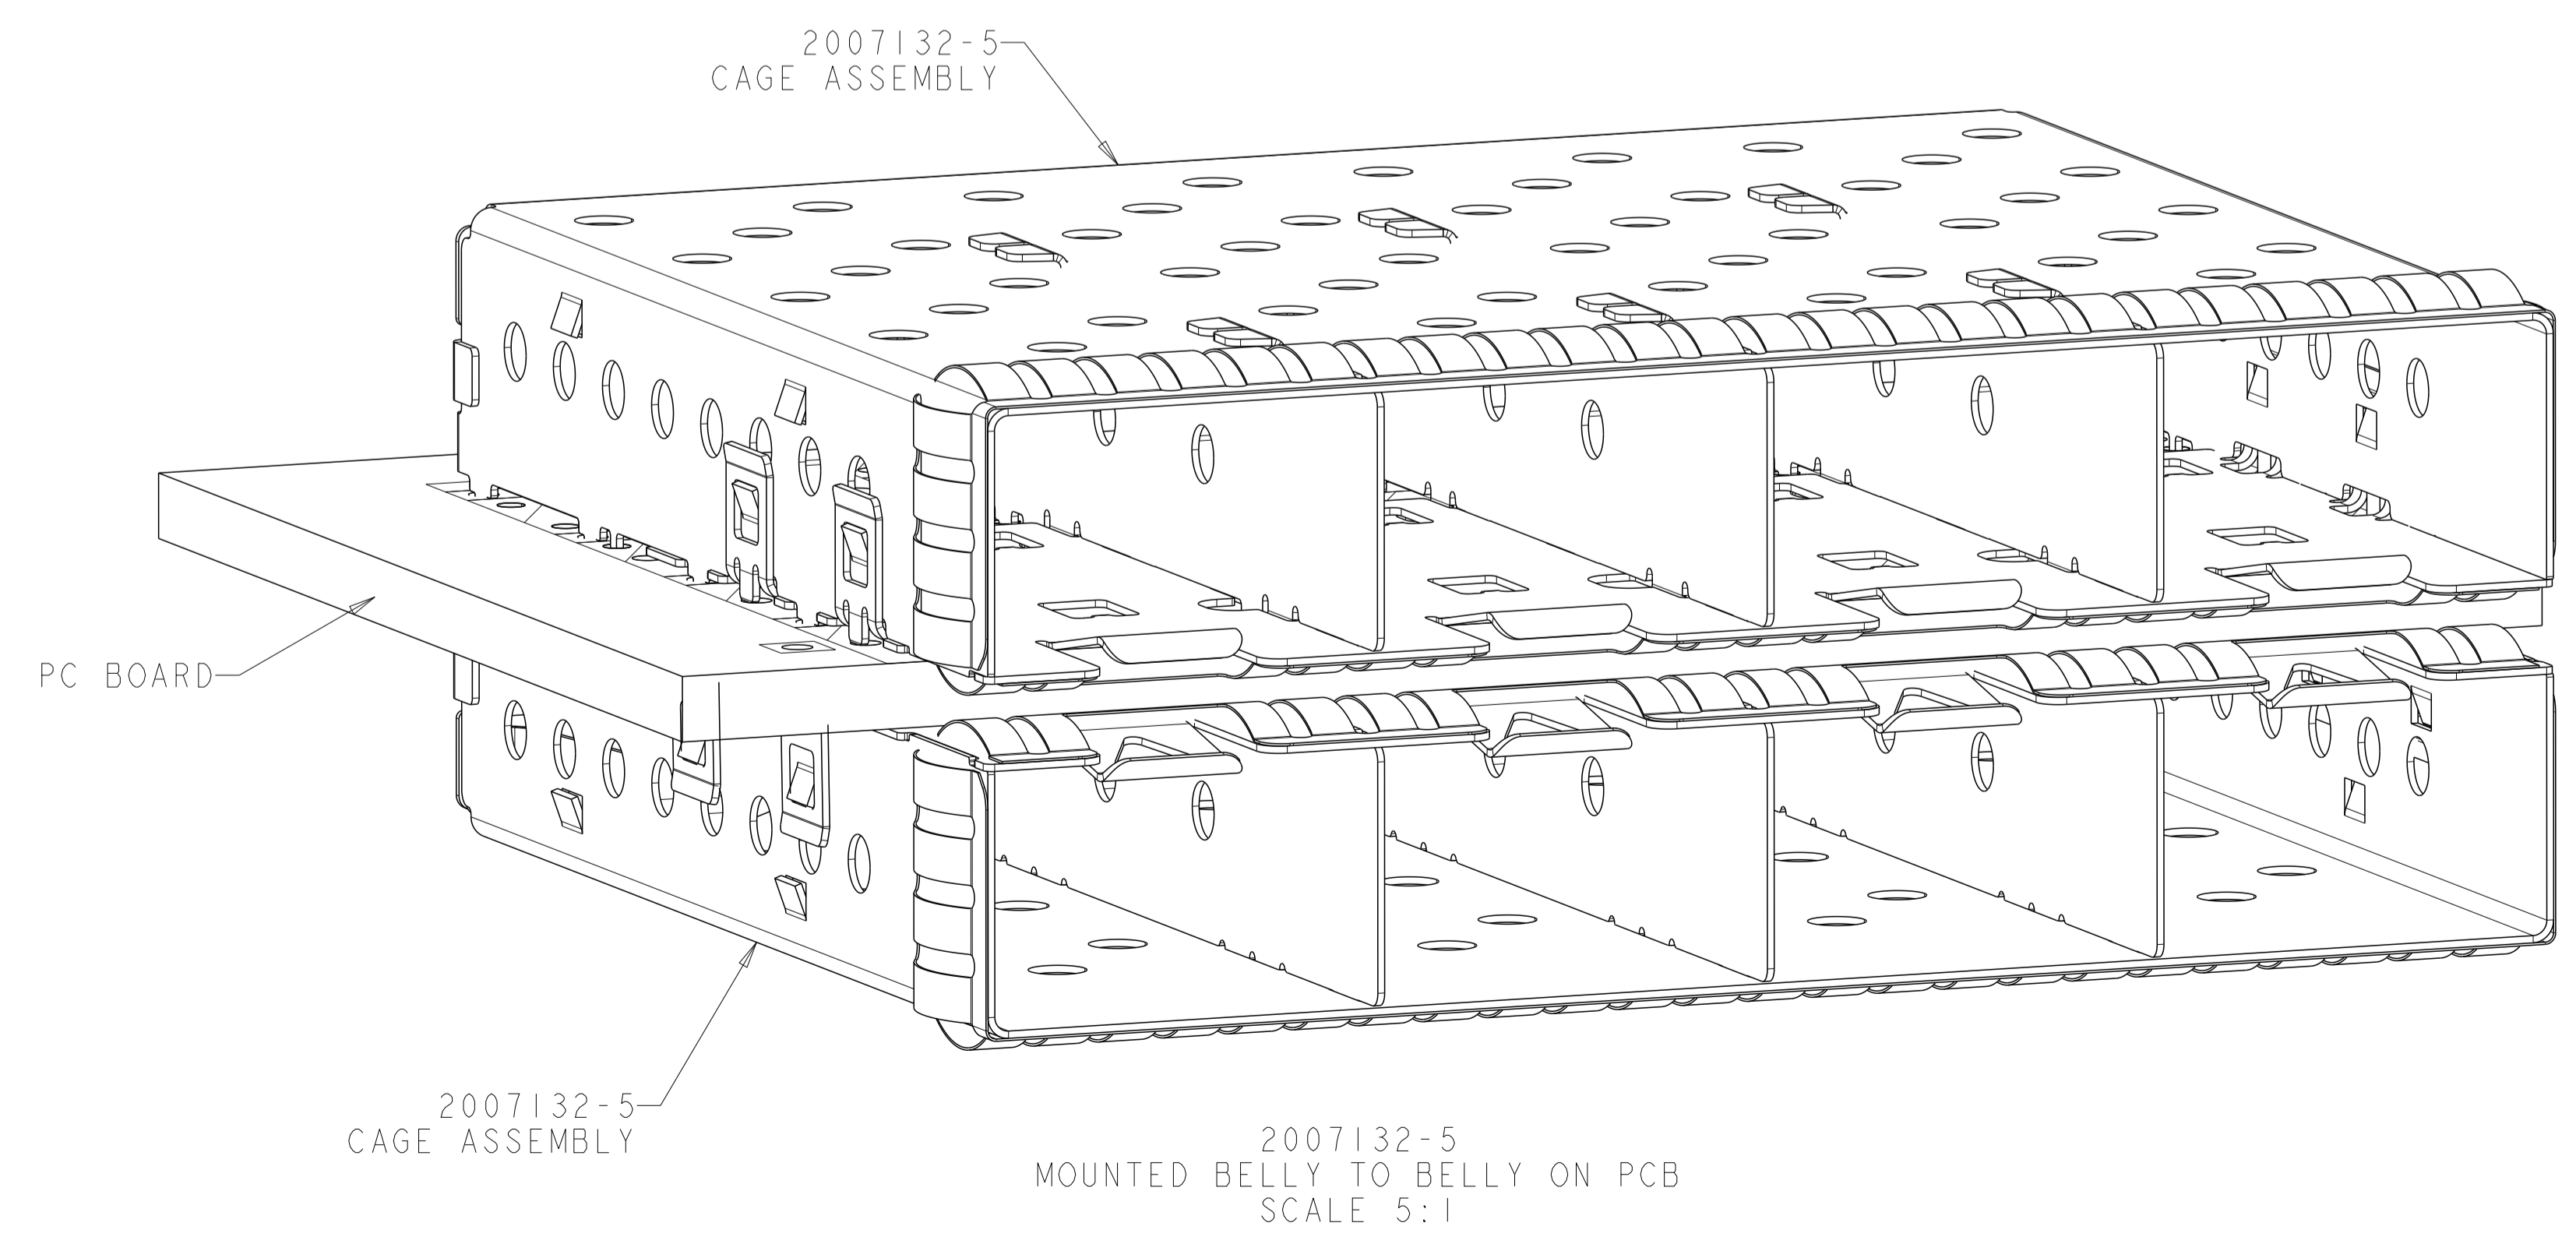 2007132-5
CAGE ASSEMBLY
PC BOARD
2007132-5
CAGE ASSEMBLY
2007132-5
MOUNTED BELLY TO BELLY ON PCB
SCALE 5:1